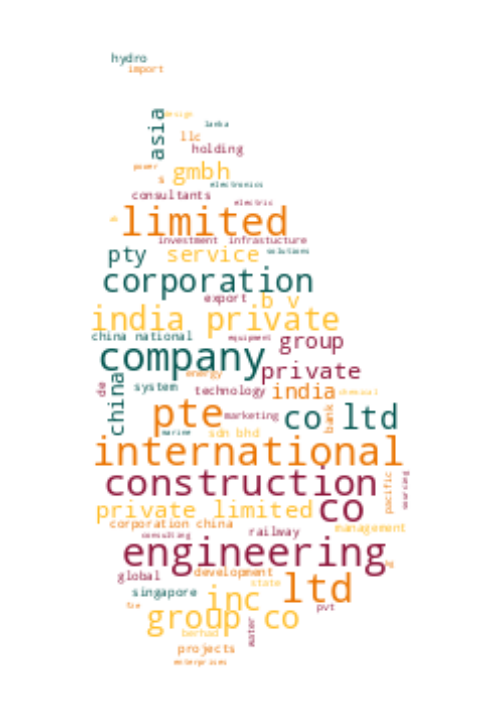 hydro
import
asia
design
lanka
llc
holding
power
s
gmbh
electronics
consultants
electric
limited
investment infrastucture
pty service solutions
corporation
export b v
india private
china national equipment group
company
energy private
de china system technology india chemical
pte marketing co ltd bank
marine sdn bhd
international
construction pacific sourcing
private limited co
corporation china railway management
consulting
engineering
global development
singapore state ltd
inc pvt
group co
berhad water
projects
enterprises